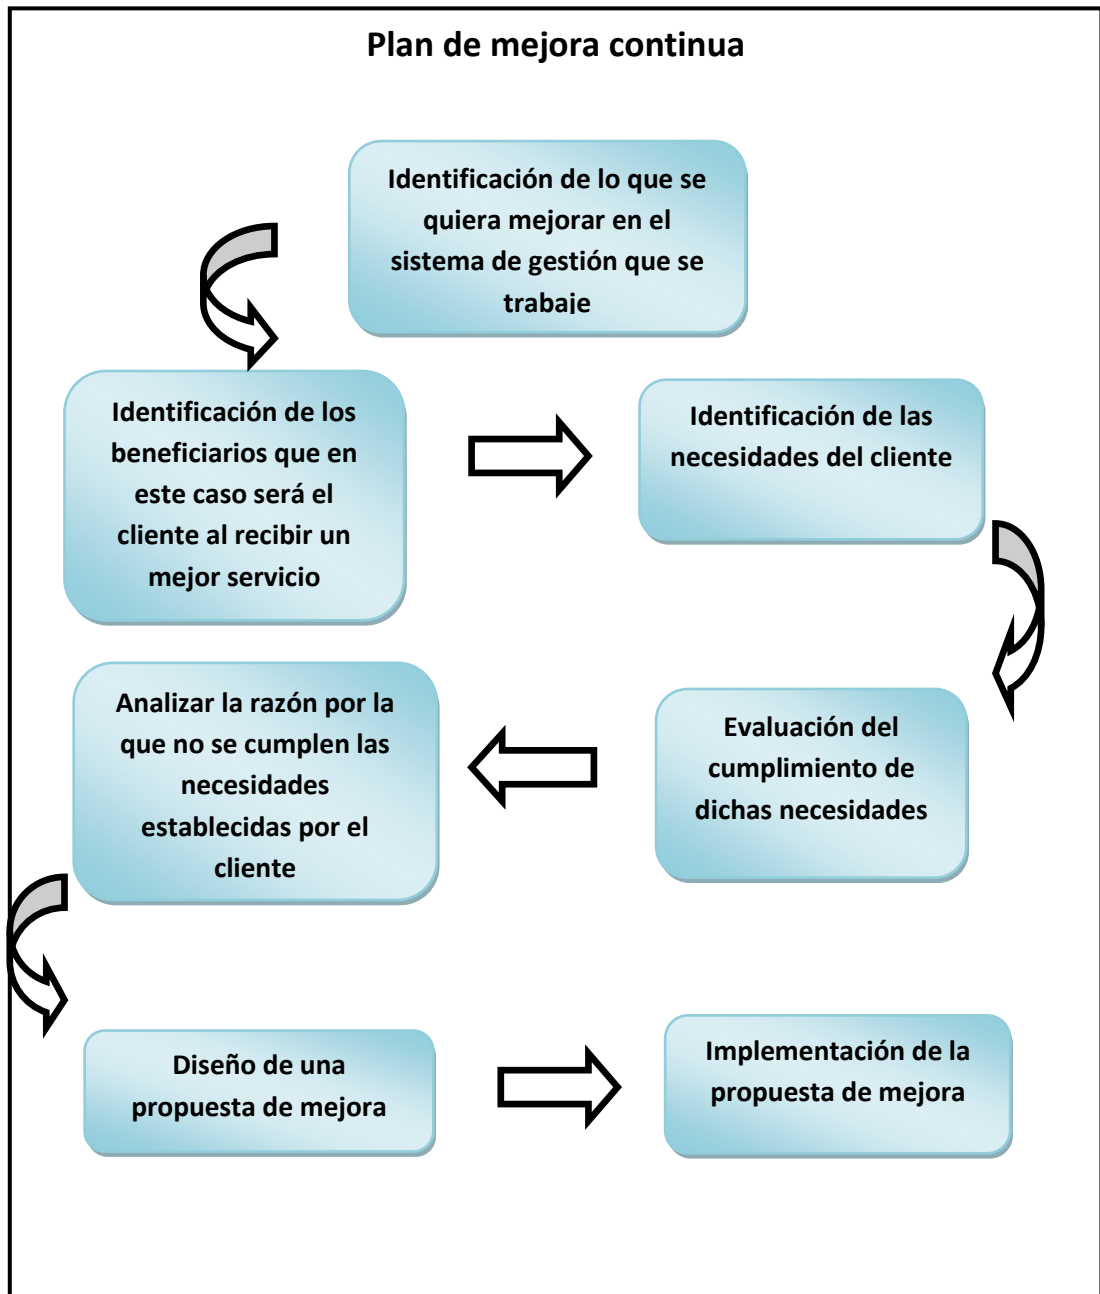 Plan de mejora continua
Identificación de lo que se
quiera mejorar en el
sistema de gestión que se
trabaje
Identificación de los
beneficiarios que en
este caso será el
cliente al recibir un
mejor servicio
Identificación de las
necesidades del cliente
Evaluación del
cumplimiento de
dichas necesidades
Analizar la razón por la
que no se cumplen las
necesidades
establecidas por el
cliente
Diseño de una
propuesta de mejora
Implementación de la
propuesta de mejora